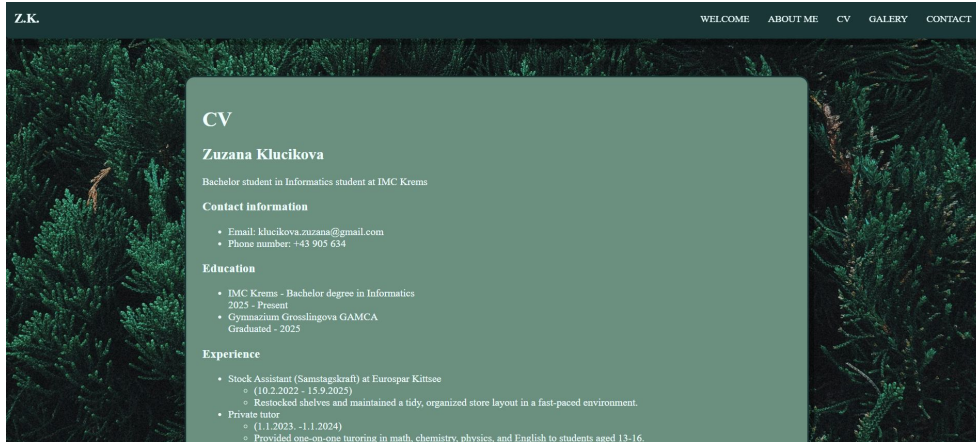 Z.K.
WELCOME ABOUT ME CV GALERY CONTACT
CV
Zuzana Klucikova
Bachelor student in Informatics student at IMC Krems
Contact information
Email: klucikova.zuzana@gmail.com
Phone number: +43 905 634
Education
IMC Krems - Bachelor degree in Informatics
2025 - Present
Gymnazium Grosslingova GAMCA
Graduated - 2025
Experience
Stock Assistant (Samstagskraft) at Eurospar Kittsee
(10.2.2022 - 15.9.2025)
Restocked shelves and maintained a tidy, organized store layout in a fast-paced environment.
Private tutor
(1.1.2023. -1.1.2024)
Provided one-on-one turoring in math, chemistry, physics, and English to students aged 13-16.